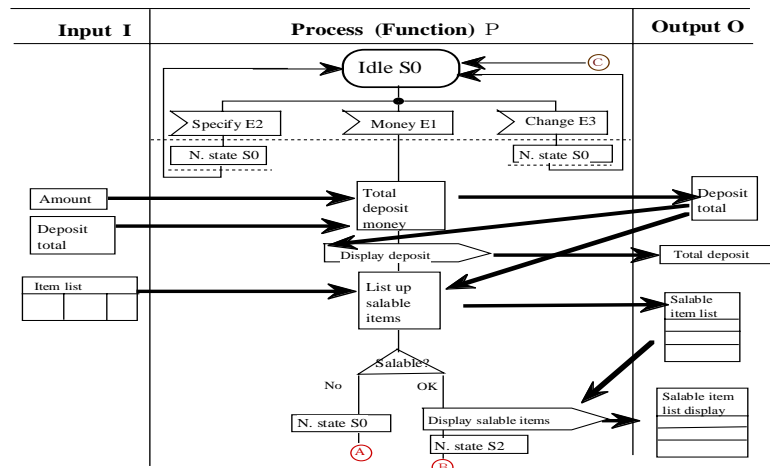 Input I
Process (Function) P
Output O
Idle S0
C
Specify E2
Money E1
Change E3
N. state S0
N. state S0
Amount
Total
deposit
money
Deposit
total
Deposit
total
Display deposit
Total deposit
Item list
List up
salable
items
Salable
item list
Salable?
No
OK
Salable item
list display
N. state S0
Display salable items
A
N. state S2
B